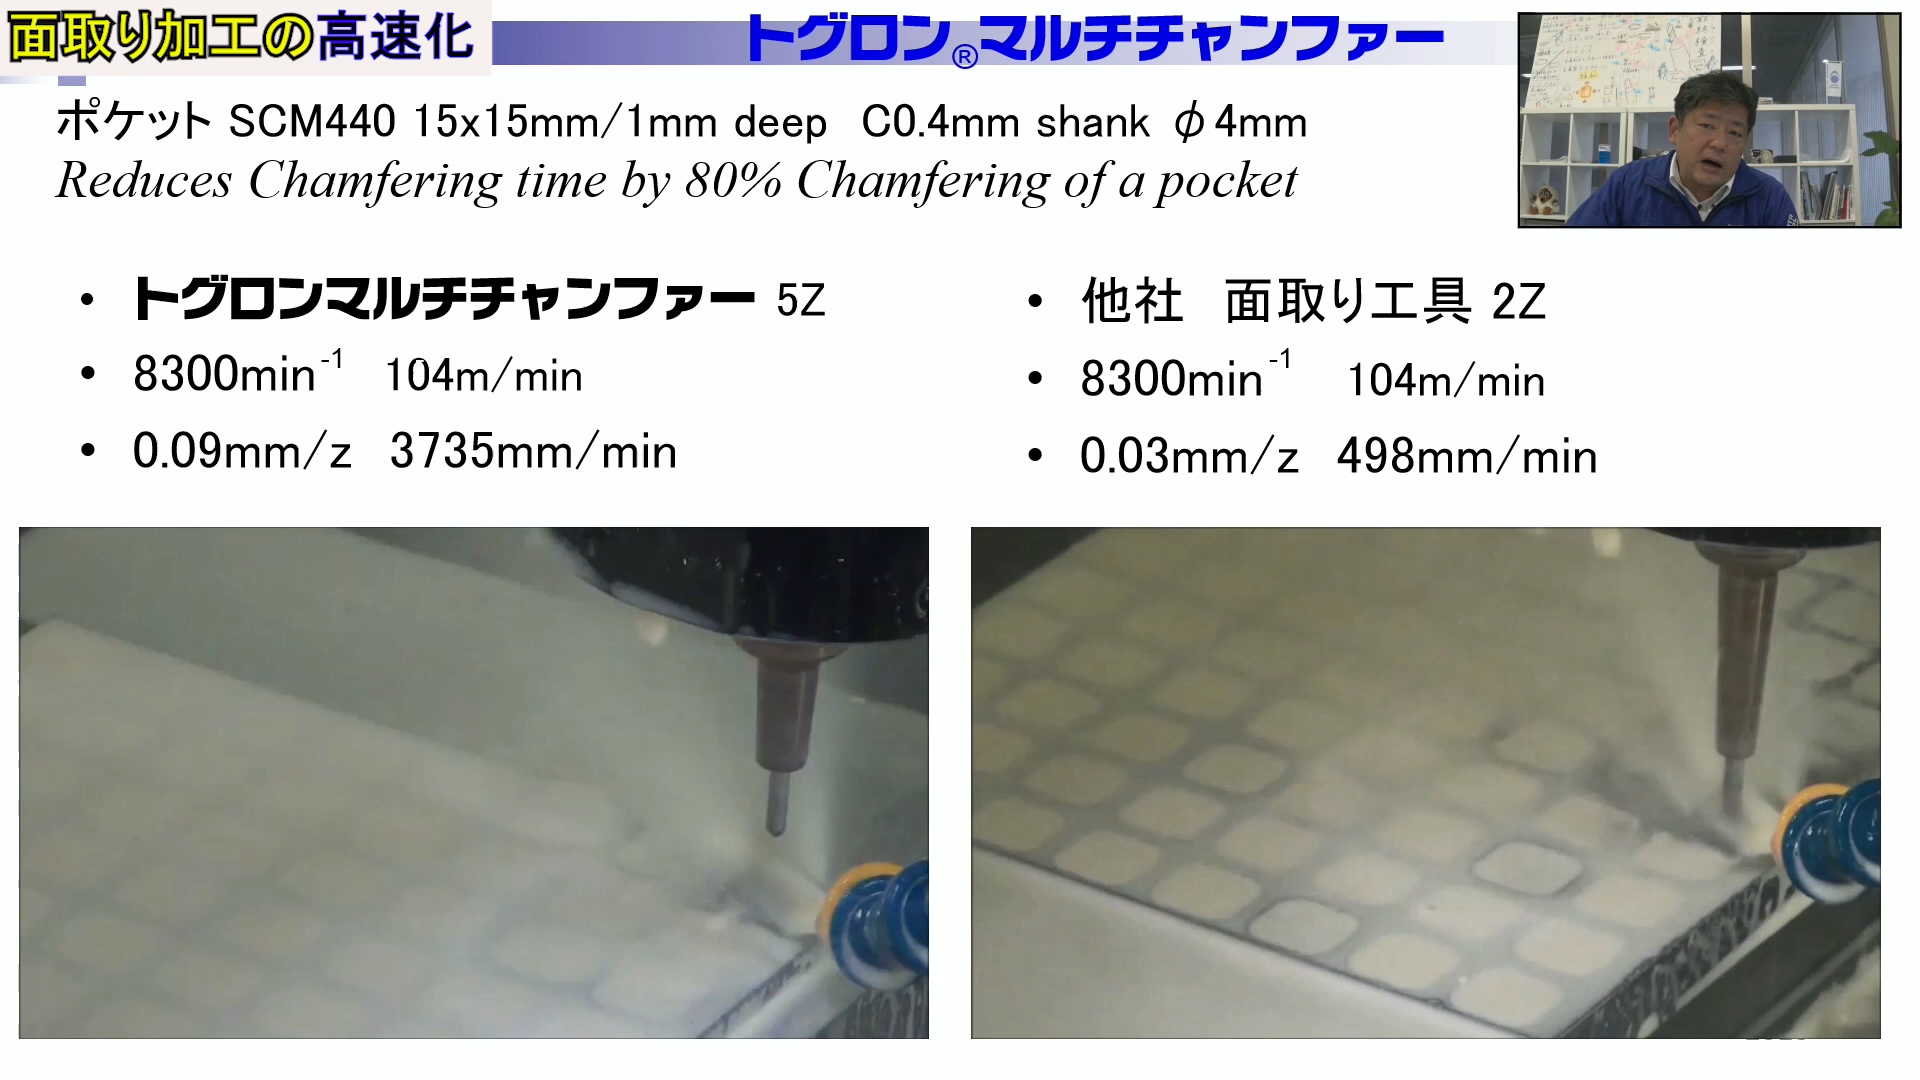 面取り加工の高速化
トグロン®マルチチャンファー
ポケット SCM440 15x15mm/1mm deep C0.4mm shank φ4mm
Reduces Chamfering time by 80% Chamfering of a pocket
• トグロンマルチチャンファー 5Z
• 8300min-1 104m/min
• 0.09mm/z 3735mm/min
• 他社 面取り工具 2Z
• 8300min-1 104m/min
• 0.03mm/z 498mm/min